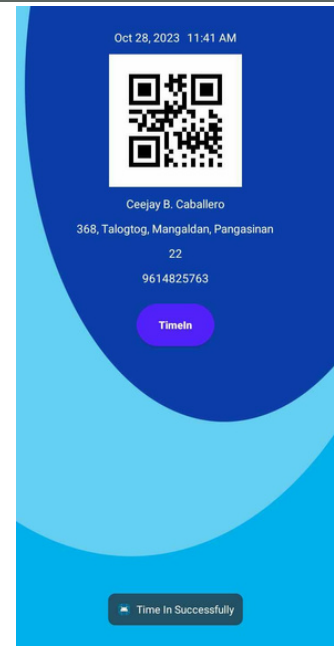 Oct 28, 2023 11:41 AM
Ceejay B. Caballero
368, Talogtog, Mangaldan, Pangasinan
22
9614825763
TimeIn
Time In Successfully